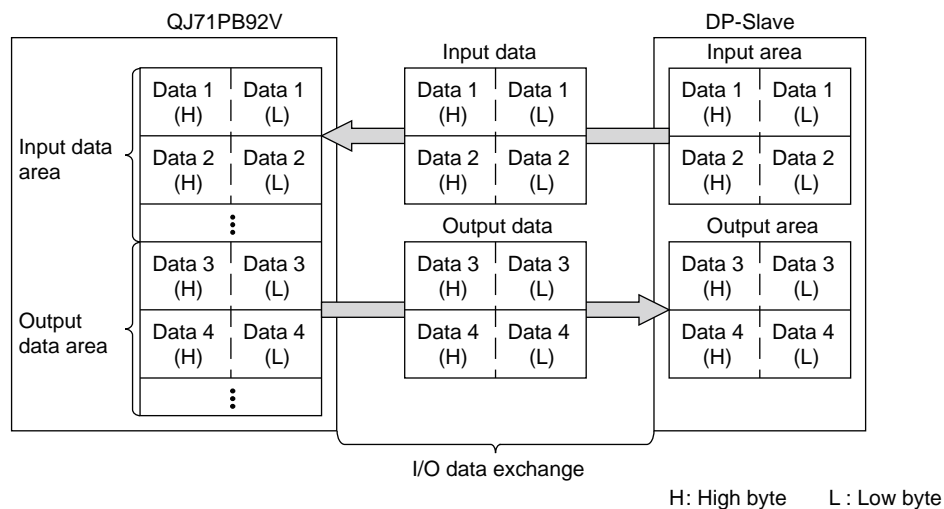 QJ71PB92V
DP-Slave
Input data
Input area
Data 1 (H) Data 1 (L)
Data 1 (H) Data 1 (L)
Data 1 (H) Data 1 (L)
Input data area
Data 2 (H) Data 2 (L)
Data 2 (H) Data 2 (L)
Data 2 (H) Data 2 (L)
Output data
Output area
Data 3 (H) Data 3 (L)
Data 3 (H) Data 3 (L)
Data 3 (H) Data 3 (L)
Output data area
Data 4 (H) Data 4 (L)
Data 4 (H) Data 4 (L)
Data 4 (H) Data 4 (L)
I/O data exchange
H: High byte L : Low byte